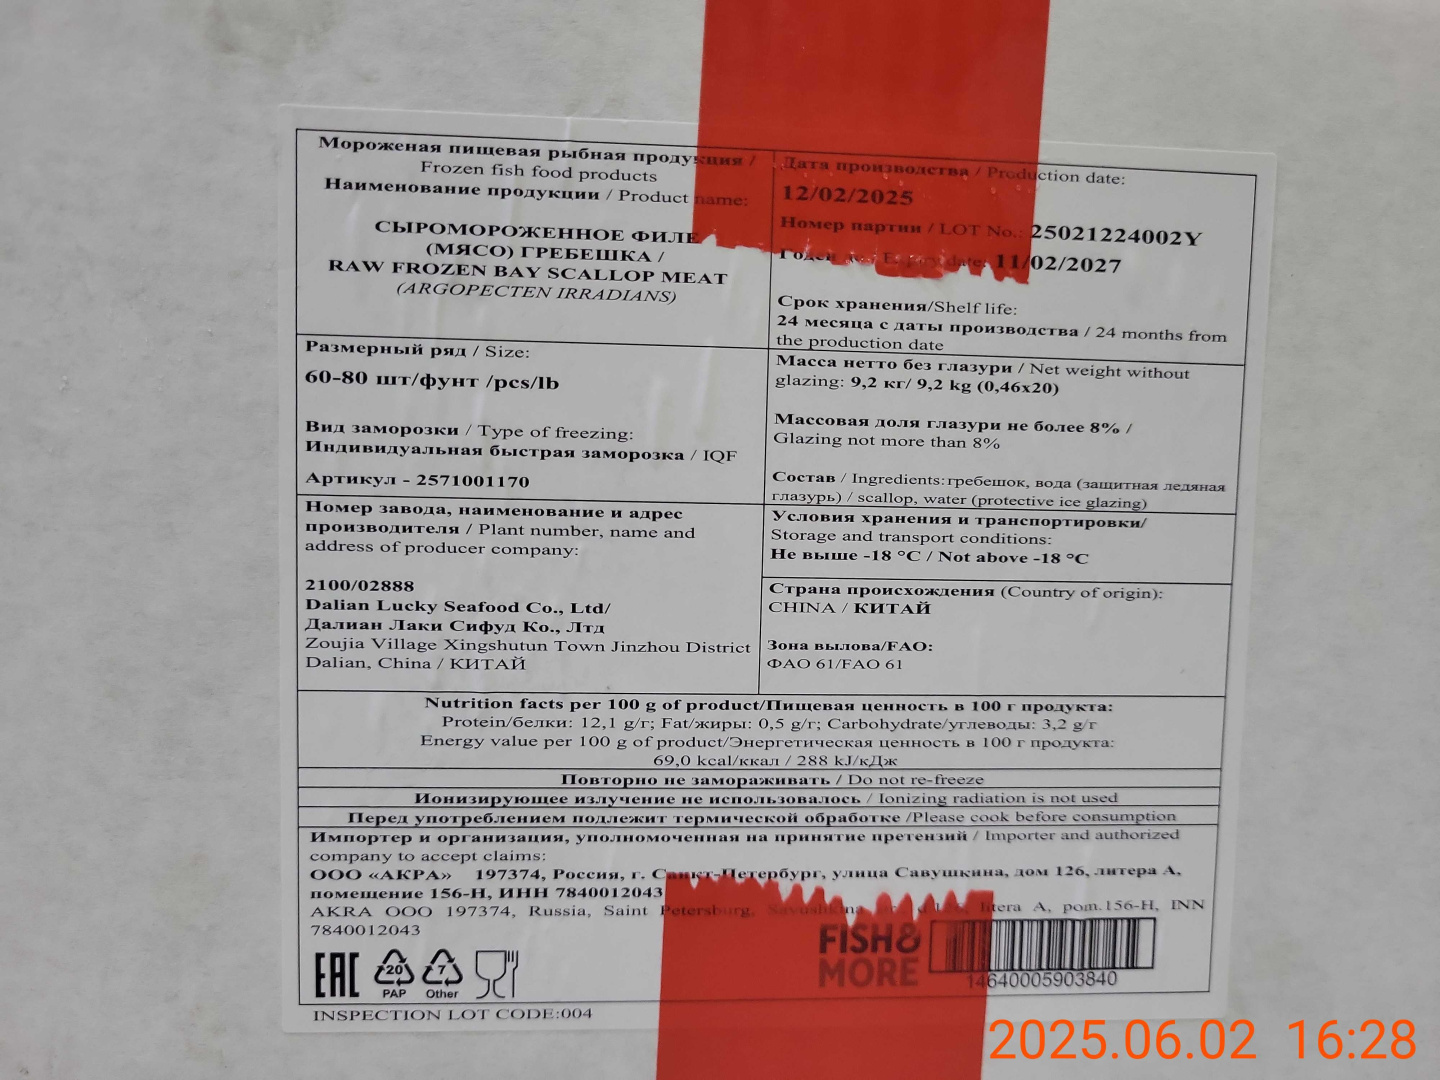 Мороженая пищевая рыбная продукция /
Frozen fish food products
Наименование продукции / Product name:
СЫРОМОРОЖЕННОЕ ФИЛЕ
(МЯСО) ГРЕБЕШКА /
RAW FROZEN BAY SCALLOP MEAT
(ARGOPECTEN IRRADIANS)
Дата производства / Production date:
12/02/2025
Номер партии / LOT No.: 25021224002Y
Годен до / Expiry date: 11/02/2027
Срок хранения/Shelf life:
24 месяца с даты производства / 24 months from
the production date
Размерный ряд / Size:
60-80 шт/фунт /pcs/lb
Вид заморозки / Type of freezing:
Индивидуальная быстрая заморозка / IQF
Артикул - 2571001170
Масса нетто без глазури / Net weight without
glazing: 9,2 кг/ 9,2 kg (0,46x20)
Массовая доля глазури не более 8% /
Glazing not more than 8%
Состав / Ingredients: гребешок, вода (защитная ледяная
глазурь) / scallop, water (protective ice glazing)
Номер завода, наименование и адрес
производителя / Plant number, name and
address of producer company:
2100/02888
Dalian Lucky Seafood Co., Ltd/
Далиан Лаки Сифуд Ко., Лтд
Zoujia Village Xingshutun Town Jinzhou District
Dalian, China / КИТАЙ
Условия хранения и транспортировки/
Storage and transport conditions:
Не выше -18 °C / Not above -18 °C
Страна происхождения (Country of origin):
CHINA / КИТАЙ
Зона вылова/FAO:
ФАО 61/FAO 61
Nutrition facts per 100 g of product/Пищевая ценность в 100 г продукта:
Protein/белки: 12,1 g/г; Fat/жиры: 0,5 g/г; Carbohydrate/углеводы: 3,2 g/г
Energy value per 100 g of product/Энергетическая ценность в 100 г продукта:
69,0 kcal/ккал / 288 kJ/кДж
Повторно не замораживать / Do not re-freeze
Ионизирующее излучение не использовалось / Ionizing radiation is not used
Перед употреблением подлежит термической обработке /Please cook before consumption
Импортер и организация, уполномоченная на принятие претензий / Importer and authorized
company to accept claims:
ООО «АКРА» 197374, Россия, г. Санкт-Петербург, улица Савушкина, дом 126, литера А,
помещение 156-Н, ИНН 7840012043
AKRA OOO 197374, Russia, Saint Petersburg, Savushkina litera A, pom.156-H, INN
7840012043
EAC
20
PAP
7
Other
FISH&
MORE
14640005903840
INSPECTION LOT CODE:004
2025.06.02 16:28